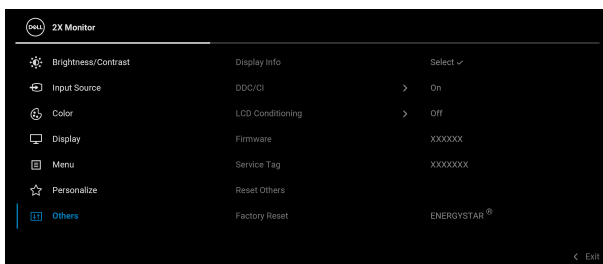 DELL 2X Monitor
Brightness/Contrast Display Info Select
Input Source DDC/CI > On
Color LCD Conditioning > Off
Display Firmware XXXXXX
Menu Service Tag XXXXXXX
Personalize Reset Others
Others Factory Reset ENERGYSTAR ®
< Exit